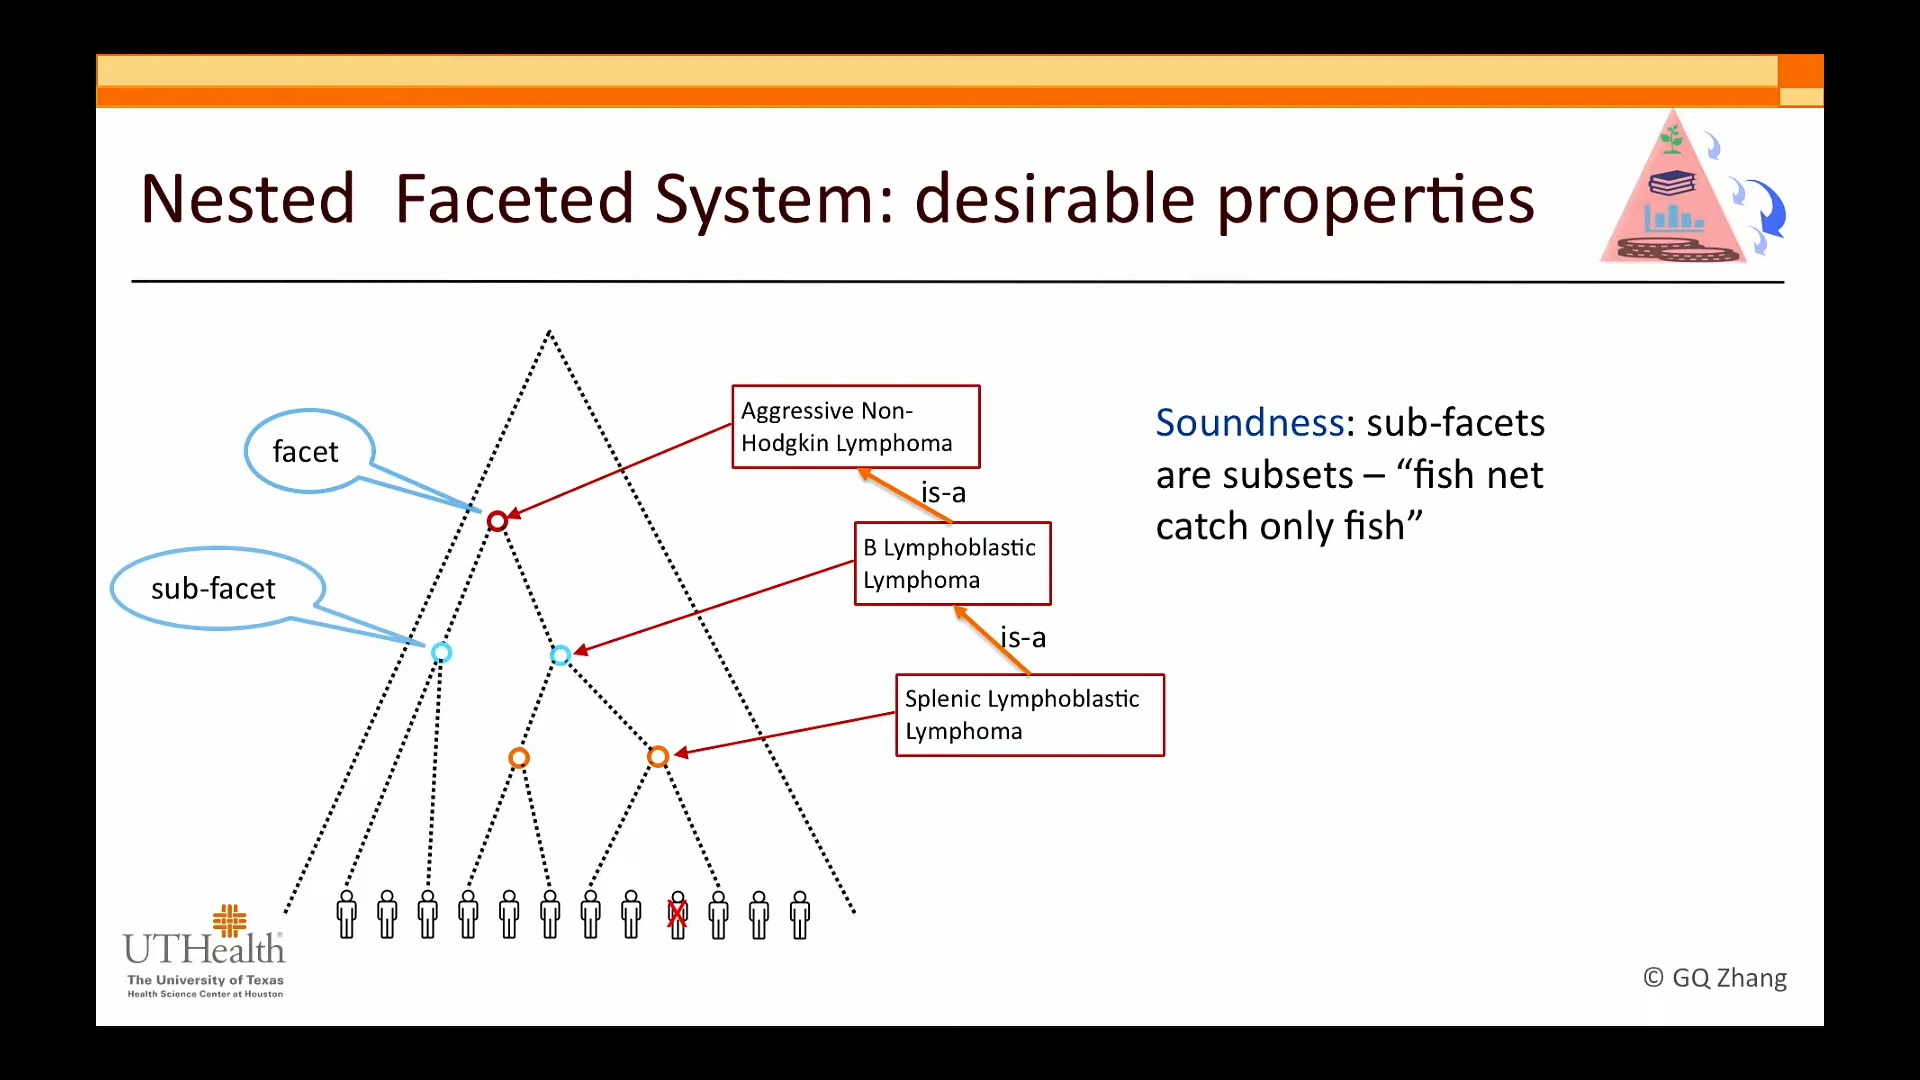 Nested Faceted System: desirable properties
facet
sub-facet
Aggressive Non-
Hodgkin Lymphoma
is-a
B Lymphoblastic
Lymphoma
is-a
Splenic Lymphoblastic
Lymphoma
Soundness: sub-facets
are subsets – “fish net
catch only fish”
X
UTHealth®
The University of Texas
Health Science Center at Houston
© GQ Zhang